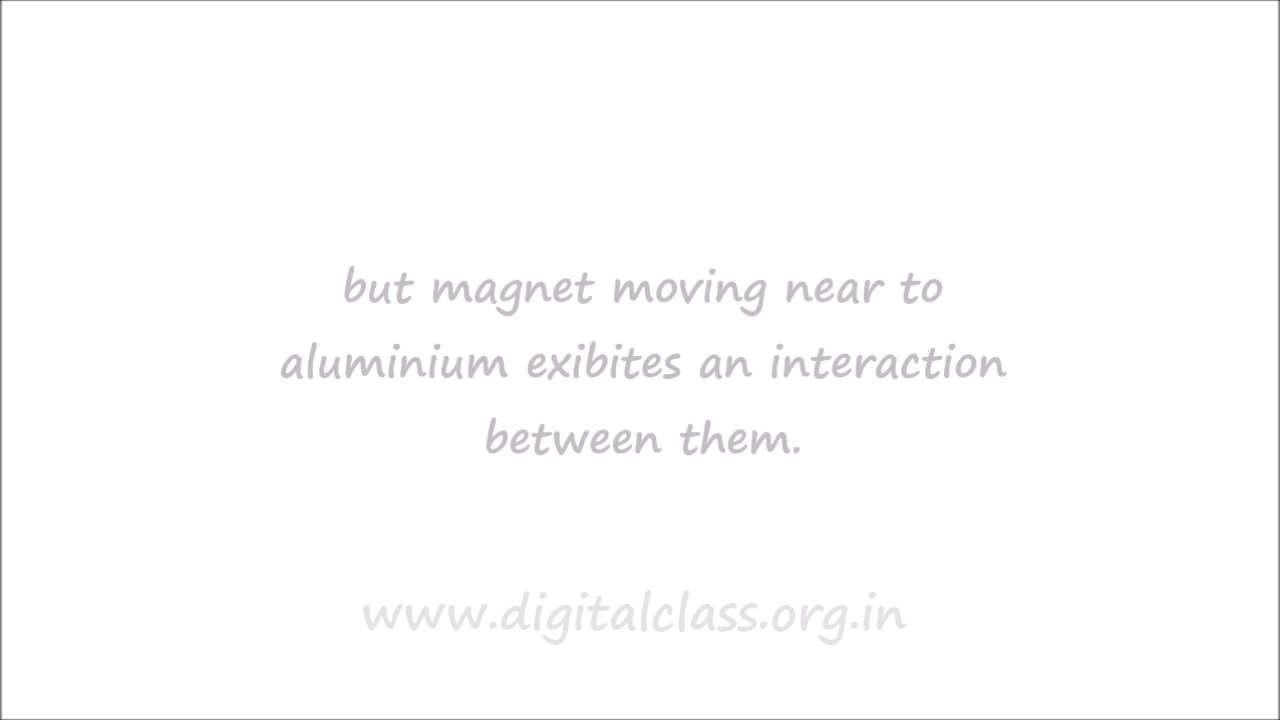 but magnet moving near to
aluminium exibites an interaction
between them.
www.digitalclass.org.in